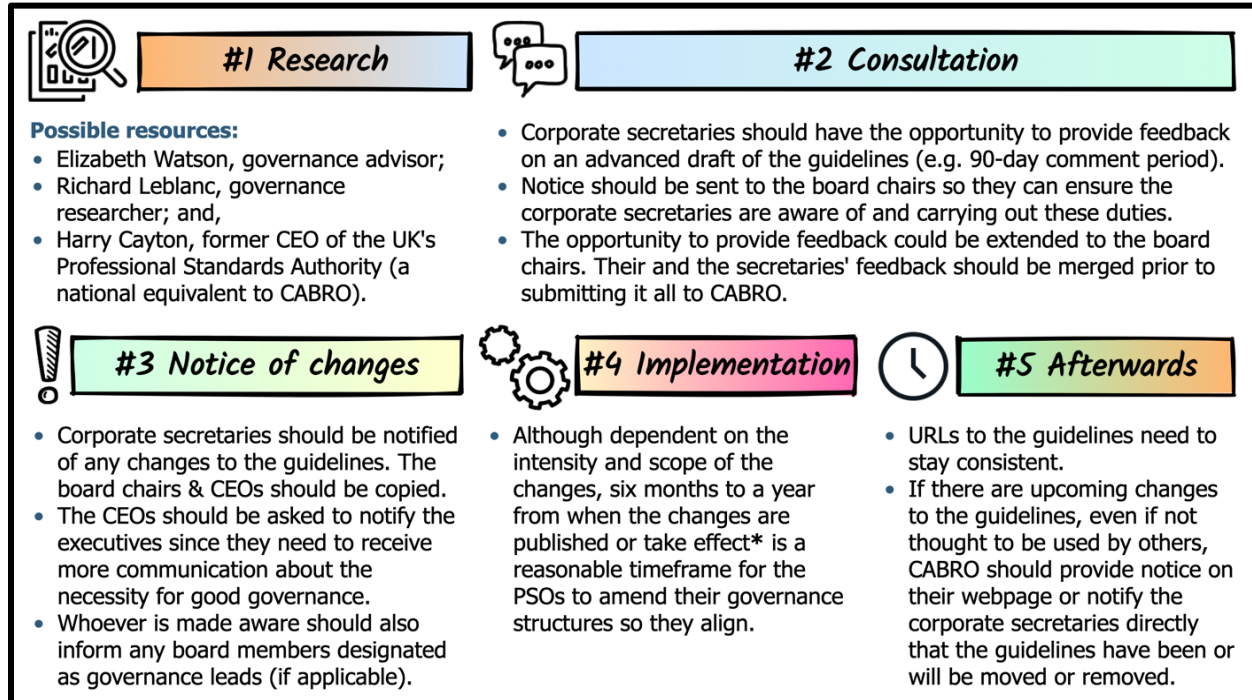 #1 Research
Possible resources:
• Elizabeth Watson, governance advisor;
• Richard Leblanc, governance
researcher; and,
• Harry Cayton, former CEO of the UK's
Professional Standards Authority (a
national equivalent to CABRO).
#2 Consultation
• Corporate secretaries should have the opportunity to provide feedback
on an advanced draft of the guidelines (e.g. 90-day comment period).
• Notice should be sent to the board chairs so they can ensure the
corporate secretaries are aware of and carrying out these duties.
• The opportunity to provide feedback could be extended to the board
chairs. Their and the secretaries' feedback should be merged prior to
submitting it all to CABRO.
#3 Notice of changes
• Corporate secretaries should be notified
of any changes to the guidelines. The
board chairs & CEOs should be copied.
• The CEOs should be asked to notify the
executives since they need to receive
more communication about the
necessity for good governance.
• Whoever is made aware should also
inform any board members designated
as governance leads (if applicable).
#4 Implementation
• Although dependent on the
intensity and scope of the
changes, six months to a year
from when the changes are
published or take effect* is a
reasonable timeframe for the
PSOs to amend their governance
structures so they align.
#5 Afterwards
• URLs to the guidelines need to
stay consistent.
• If there are upcoming changes
to the guidelines, even if not
thought to be used by others,
CABRO should provide notice on
their webpage or notify the
corporate secretaries directly
that the guidelines have been or
will be moved or removed.